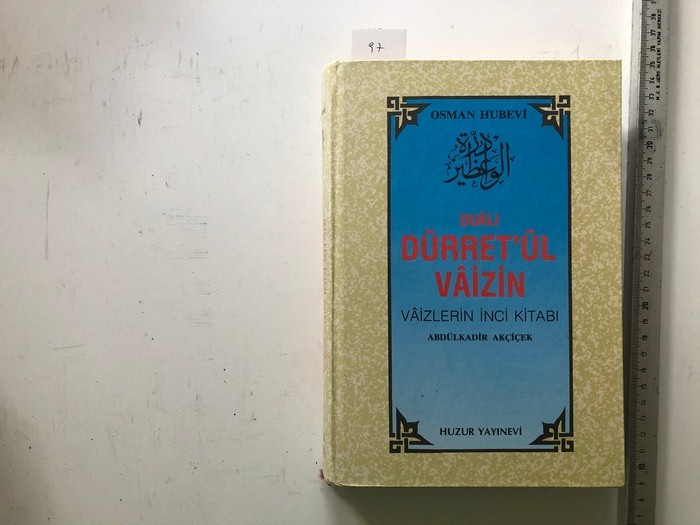 97
OSMAN HUBEVİ
درة
الواعظين
DUÂLI
DÜRRET'ÜL
VÂİZİN
VÂİZLERİN İNCİ KİTABI
ABDÜLKADİR AKÇİÇEK
HUZUR YAYINEVİ